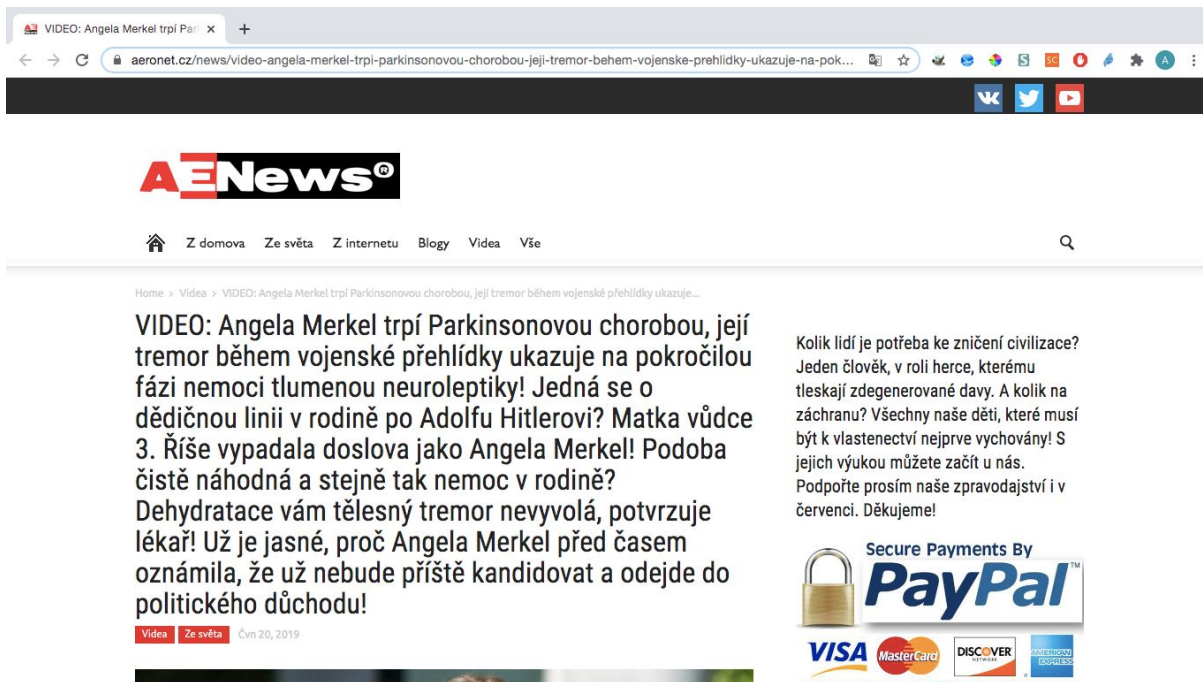 VIDEO: Angela Merkel trpí Par
aeronet.cz/news/video-angela-merkel-trpi-parkinsonovou-chorobou-jeji-tremor-behem-vojenske-prehlidky-ukazuje-na-pok...
AENews®
Z domova Ze světa Z internetu Blogy Videa Vše
Home > Videa > VIDEO: Angela Merkel trpí Parkinsonovou chorobou, její tremor během vojenské přehlídky ukazuje...
VIDEO: Angela Merkel trpí Parkinsonovou chorobou, její
tremor během vojenské přehlídky ukazuje na pokročilou
fázi nemoci tlumenou neuroleptiky! Jedná se o
dědičnou linii v rodině po Adolfu Hitlerovi? Matka vůdce
3. Říše vypadala doslova jako Angela Merkel! Podoba
čistě náhodná a stejně tak nemoc v rodině?
Dehydratace vám tělesný tremor nevyvolá, potvrzuje
lékař! Už je jasné, proč Angela Merkel před časem
oznámila, že už nebude příště kandidovat a odejde do
politického důchodu!
Videa Ze světa Čvn 20, 2019
Kolik lidí je potřeba ke zničení civilizace?
Jeden člověk, v roli herce, kterému
tleskají zdegenerované davy. A kolik na
záchranu? Všechny naše děti, které musí
být k vlastenectví nejprve vychovány! S
jejich výukou můžete začít u nás.
Podpořte prosím naše zpravodajství i v
červenci. Děkujeme!
Secure Payments By
PayPal™
VISA MasterCard DISCOVER NETWORK AMERICAN EXPRESS